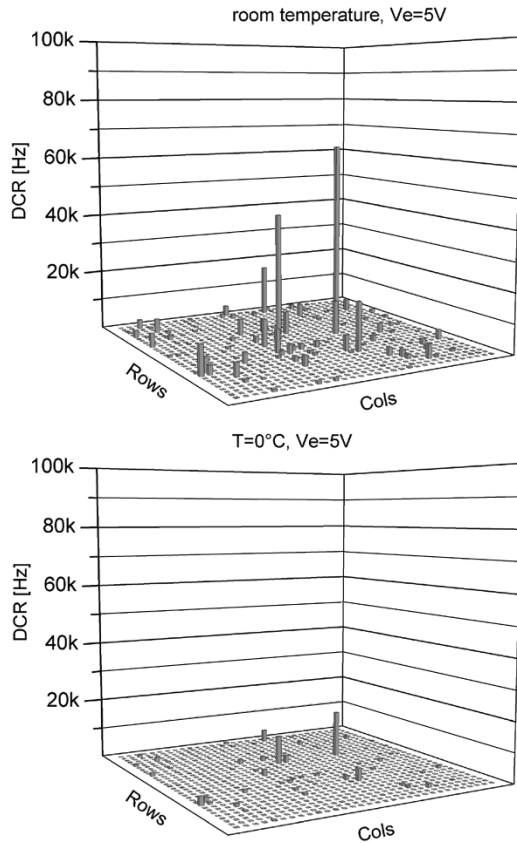 room temperature, Ve=5V
100k
80k
60k
40k
20k
DCR [Hz]
Rows
Cols
T=0°C, Ve=5V
100k
80k
60k
40k
20k
DCR [Hz]
Rows
Cols